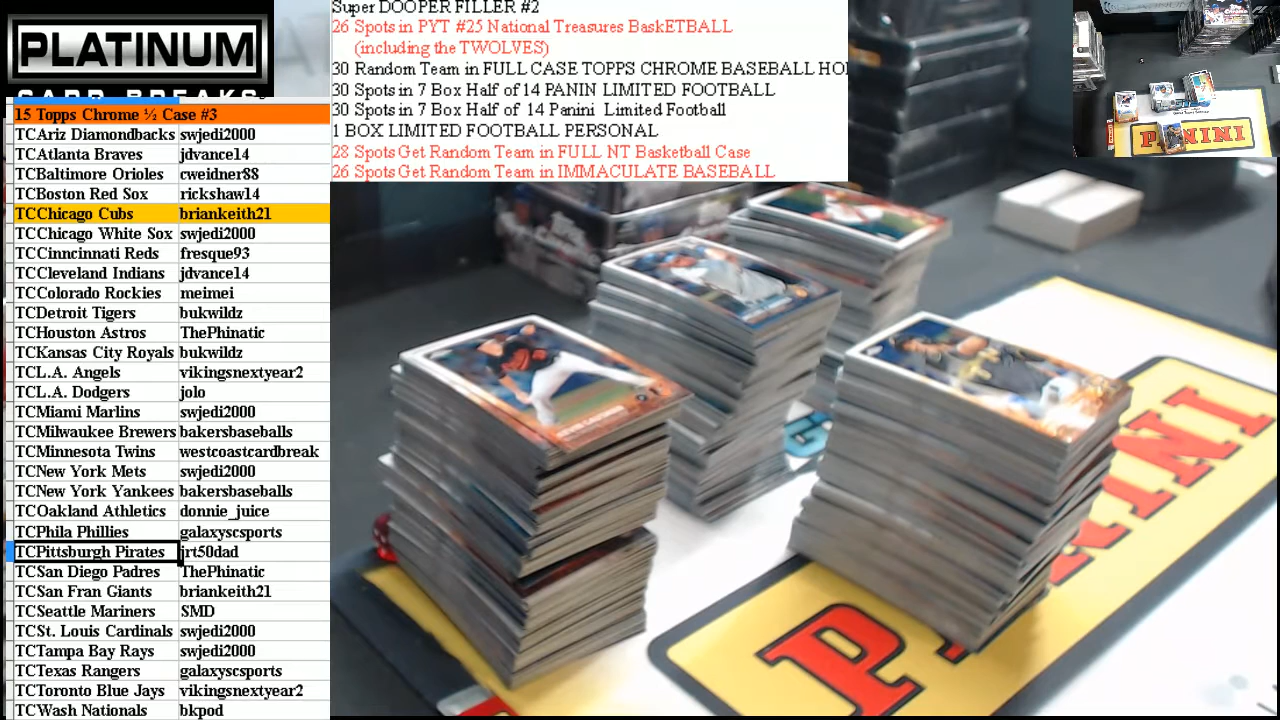 PLATINUM
CARD BREAKS
15 Topps Chrome ½ Case #3
TCAriz Diamondbacks swjedi2000
TCAtlanta Braves jdvance14
TCBaltimore Orioles cweidner88
TCBoston Red Sox rickshaw14
TCChicago Cubs briankeith21
TCChicago White Sox swjedi2000
TCCinncinnati Reds fresque93
TCCleveland Indians jdvance14
TCColorado Rockies meimei
TCDetroit Tigers bukwildz
TCHouston Astros ThePhinatic
TCKansas City Royals bukwildz
TCL.A. Angels vikingsnextyear2
TCL.A. Dodgers jolo
TCMiami Marlins swjedi2000
TCMilwaukee Brewers bakersbaseballs
TCMinnesota Twins westcoastcardbreak
TCNew York Mets swjedi2000
TCNew York Yankees bakersbaseballs
TCOakland Athletics donnie_juice
TCPhila Phillies galaxyscsports
TCPittsburgh Pirates jrt50dad
TCSan Diego Padres ThePhinatic
TCSan Fran Giants briankeith21
TCSeattle Mariners SMD
TCSt. Louis Cardinals swjedi2000
TCTampa Bay Rays swjedi2000
TCTexas Rangers galaxyscsports
TCToronto Blue Jays vikingsnextyear2
TCWash Nationals bkpod
Super DOOPER FILLER #2
26 Spots in PYT #25 National Treasures BaskETBALL
(including the TWOLVES)
30 Random Team in FULL CASE TOPPS CHROME BASEBALL HO
30 Spots in 7 Box Half of 14 PANIN LIMITED FOOTBALL
30 Spots in 7 Box Half of 14 Panini Limited Football
1 BOX LIMITED FOOTBALL PERSONAL
28 Spots Get Random Team in FULL NT Basketball Case
26 Spots Get Random Team in IMMACULATE BASEBALL
PANINI
PANINI